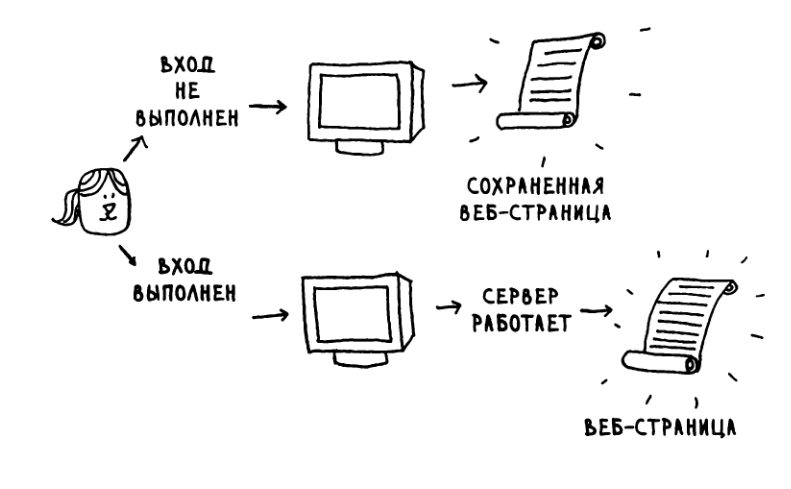 ВХОД
НЕ
ВЫПОЛНЕН
СОХРАНЕННАЯ
ВЕБ-СТРАНИЦА
ВХОД
ВЫПОЛНЕН
СЕРВЕР
РАБОТАЕТ
ВЕБ-СТРАНИЦА